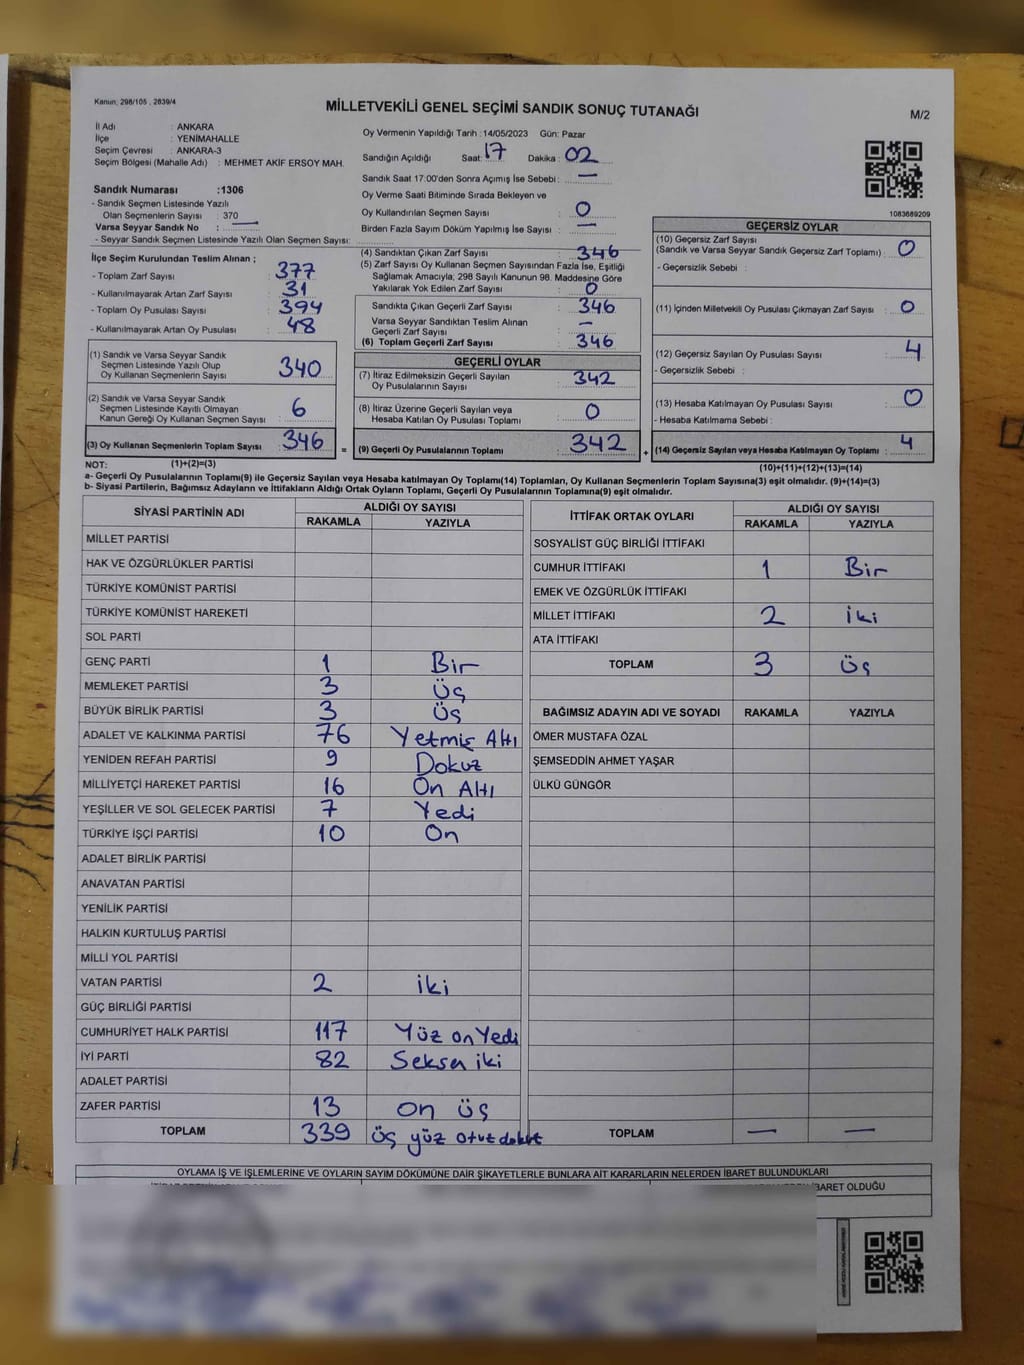 Kanun; 298/105 , 2839/4
MİLLETVEKİLİ GENEL SEÇİMİ SANDIK SONUÇ TUTANAĞI
M/2
İl Adı : ANKARA
İlçe : YENİMAHALLE
Seçim Çevresi : ANKARA-3
Seçim Bölgesi (Mahalle Adı) : MEHMET AKİF ERSOY MAH.
Oy Vermenin Yapıldığı Tarih :14/05/2023 Gün: Pazar
Sandığın Açıldığı Saat: 17 Dakika : 02
Sandık Saat 17:00'den Sonra Açımış İse Sebebi : —
Oy Verme Saati Bitiminde Sırada Bekleyen ve
Oy Kullandırılan Seçmen Sayısı : 0
Birden Fazla Sayım Döküm Yapılmış İse Sayısı : —
Sandık Numarası :1306
- Sandık Seçmen Listesinde Yazılı
Olan Seçmenlerin Sayısı : 370
Varsa Seyyar Sandık No : —
- Seyyar Sandık Seçmen Listesinde Yazılı Olan Seçmen Sayısı:
1083689209
İlçe Seçim Kurulundan Teslim Alınan ;
- Toplam Zarf Sayısı : 377
- Kullanılmayarak Artan Zarf Sayısı : 31
- Toplam Oy Pusulası Sayısı : 394
- Kullanılmayarak Artan Oy Pusulası : 48
(1) Sandık ve Varsa Seyyar Sandık
Seçmen Listesinde Yazılı Olup
Oy Kullanan Seçmenlerin Sayısı : 340
(2) Sandık ve Varsa Seyyar Sandık
Seçmen Listesinde Kayıtlı Olmayan
Kanun Gereği Oy Kullanan Seçmen Sayısı : 6
(3) Oy Kullanan Seçmenlerin Toplam Sayısı : 346
(4) Sandıktan Çıkan Zarf Sayısı : 346
(5) Zarf Sayısı Oy Kullanan Seçmen Sayısından Fazla İse, Eşitliği
Sağlamak Amacıyla, 298 Sayılı Kanunun 98. Maddesine Göre
Yakılarak Yok Edilen Zarf Sayısı : 0
Sandıkta Çıkan Geçerli Zarf Sayısı : 346
Varsa Seyyar Sandıktan Teslim Alınan
Geçerli Zarf Sayısı : —
(6) Toplam Geçerli Zarf Sayısı : 346
GEÇERLİ OYLAR
(7) İtiraz Edilmeksizin Geçerli Sayılan
Oy Pusulalarının Sayısı : 342
(8) İtiraz Üzerine Geçerli Sayılan veya
Hesaba Katılan Oy Pusulası Toplamı : 0
= (9) Geçerli Oy Pusulalarının Toplamı : 342
GEÇERSİZ OYLAR
(10) Geçersiz Zarf Sayısı
(Sandık ve Varsa Seyyar Sandık Geçersiz Zarf Toplamı) : 0
- Geçersizlik Sebebi :
(11) İçinden Milletvekili Oy Pusulası Çıkmayan Zarf Sayısı : 0
(12) Geçersiz Sayılan Oy Pusulası Sayısı : 4
- Geçersizlik Sebebi :
(13) Hesaba Katılmayan Oy Pusulası Sayısı : 0
- Hesaba Katılmama Sebebi :
+ (14) Geçersiz Sayılan veya Hesaba Katılmayan Oy Toplamı : 4
NOT: (1)+(2)=(3)
(10)+(11)+(12)+(13)=(14)
a- Geçerli Oy Pusulalarının Toplamı(9) ile Geçersiz Sayılan veya Hesaba katılmayan Oy Toplamı(14) Toplamları, Oy Kullanan Seçmenlerin Toplam Sayısına(3) eşit olmalıdır. (9)+(14)=(3)
b- Siyasi Partilerin, Bağımsız Adayların ve İttifakların Aldığı Ortak Oyların Toplamı, Geçerli Oy Pusulalarının Toplamına(9) eşit olmalıdır.
SİYASİ PARTİNİN ADI ALDIĞI OY SAYISI
RAKAMLA YAZIYLA
MİLLET PARTİSİ
HAK VE ÖZGÜRLÜKLER PARTİSİ
TÜRKİYE KOMÜNİST PARTİSİ
TÜRKİYE KOMÜNİST HAREKETİ
SOL PARTİ
GENÇ PARTİ 1 Bir
MEMLEKET PARTİSİ 3 Üç
BÜYÜK BİRLİK PARTİSİ 3 Üç
ADALET VE KALKINMA PARTİSİ 76 Yetmiş Altı
YENİDEN REFAH PARTİSİ 9 Dokuz
MİLLİYETÇİ HAREKET PARTİSİ 16 On Altı
YEŞİLLER VE SOL GELECEK PARTİSİ 7 Yedi
TÜRKİYE İŞÇİ PARTİSİ 10 On
ADALET BİRLİK PARTİSİ
ANAVATAN PARTİSİ
YENİLİK PARTİSİ
HALKIN KURTULUŞ PARTİSİ
MİLLİ YOL PARTİSİ
VATAN PARTİSİ 2 iki
GÜÇ BİRLİĞİ PARTİSİ
CUMHURİYET HALK PARTİSİ 117 Yüz on Yedi
İYİ PARTİ 82 Seksen iki
ADALET PARTİSİ
ZAFER PARTİSİ 13 on üç
TOPLAM 339 üç yüz otuz dokuz
İTTİFAK ORTAK OYLARI ALDIĞI OY SAYISI
RAKAMLA YAZIYLA
SOSYALİST GÜÇ BİRLİĞİ İTTİFAKI
CUMHUR İTTİFAKI 1 Bir
EMEK VE ÖZGÜRLÜK İTTİFAKI
MİLLET İTTİFAKI 2 iki
ATA İTTİFAKI
TOPLAM 3 üç
BAĞIMSIZ ADAYIN ADI VE SOYADI RAKAMLA YAZIYLA
ÖMER MUSTAFA ÖZAL
ŞEMSEDDİN AHMET YAŞAR
ÜLKÜ GÜNGÖR
TOPLAM — —
OYLAMA İŞ VE İŞLEMLERİNE VE OYLARIN SAYIM DÖKÜMÜNE DAİR ŞİKAYETLERLE BUNLARA AİT KARARLARIN NELERDEN İBARET BULUNDUKLARI
İBARET OLDUĞU